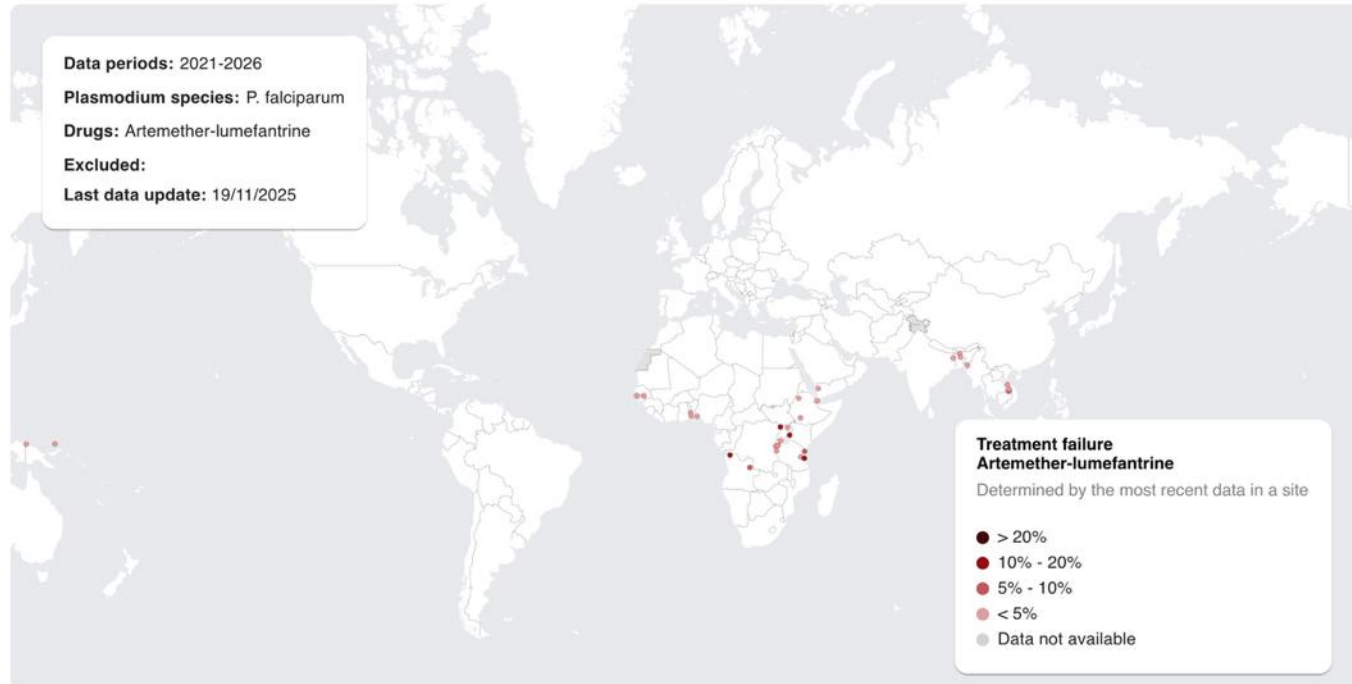 Data periods: 2021-2026
Plasmodium species: P. falciparum
Drugs: Artemether-lumefantrine
Excluded:
Last data update: 19/11/2025
Treatment failure
Artemether-lumefantrine
Determined by the most recent data in a site
> 20%
10% - 20%
5% - 10%
< 5%
Data not available